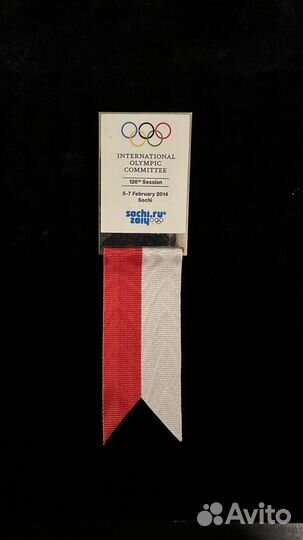 INTERNATIONAL
OLYMPIC
COMMITTEE
126th Session
5-7 February 2014
Sochi
sochi.ru
2014
Avito